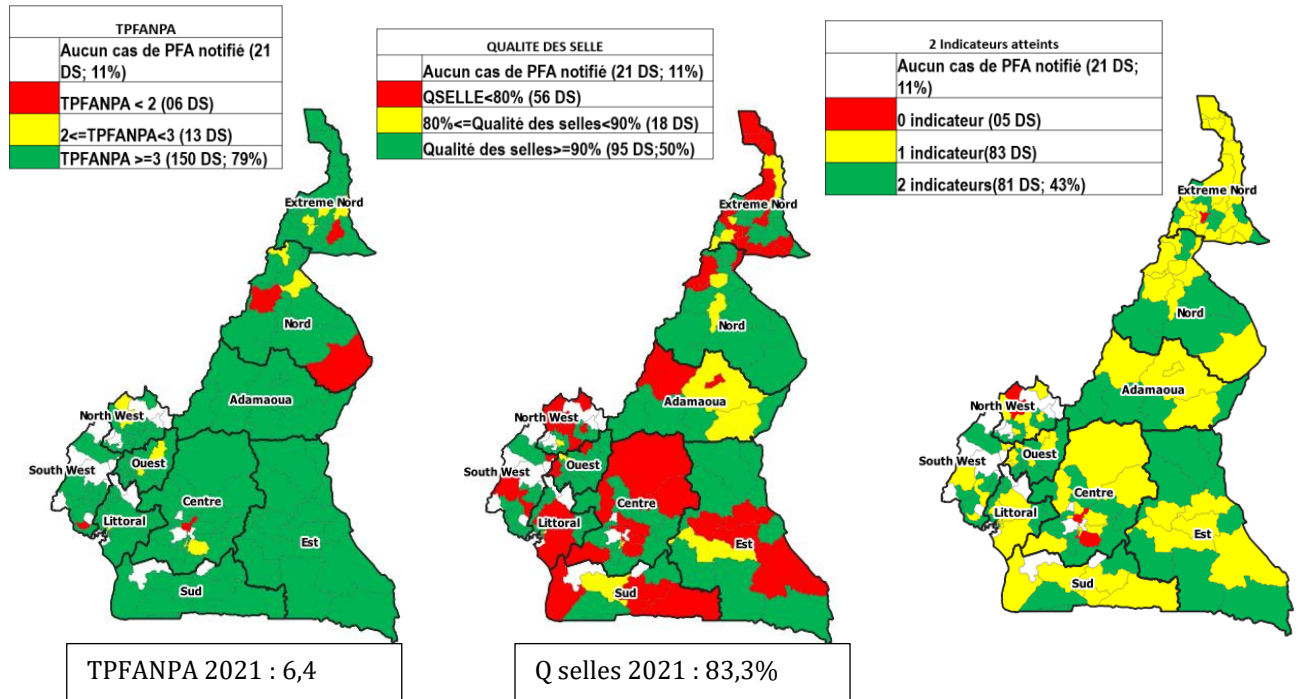 TPFANPA
Aucun cas de PFA notifié (21
DS; 11%)
TPFANPA < 2 (06 DS)
2<=TPFANPA<3 (13 DS)
TPFANPA >=3 (150 DS; 79%)
Extreme Nord
Nord
Adamaoua
North West
South West
Ouest
Centre
Littoral
Est
Sud
TPFANPA 2021 : 6,4
QUALITE DES SELLE
Aucun cas de PFA notifié (21 DS; 11%)
QSELLE<80% (56 DS)
80%<=Qualité des selles<90% (18 DS)
Qualité des selles>=90% (95 DS;50%)
Extreme Nord
Nord
Adamaoua
North West
Ouest
South West
Centre
Littoral
Est
Sud
Q selles 2021 : 83,3%
2 Indicateurs atteints
Aucun cas de PFA notifié (21 DS;
11%)
0 indicateur (05 DS)
1 indicateur(83 DS)
2 indicateurs(81 DS; 43%)
Extreme Nord
Nord
Adamaoua
North West
Ouest
South West
Centre
Littoral
Est
Sud